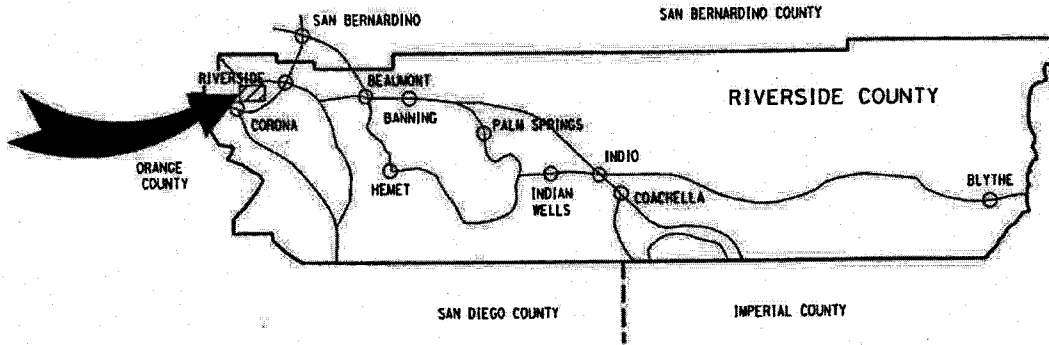 SAN BERNARDINO COUNTY
SAN BERNARDINO
RIVERSIDE
BEAUMONT
RIVERSIDE COUNTY
CORONA
BANNING
PALM SPRINGS
ORANGE
COUNTY
HEMET
INDIO
INDIAN
WELLS
COACHELLA
BLYTHE
SAN DIEGO COUNTY
IMPERIAL COUNTY